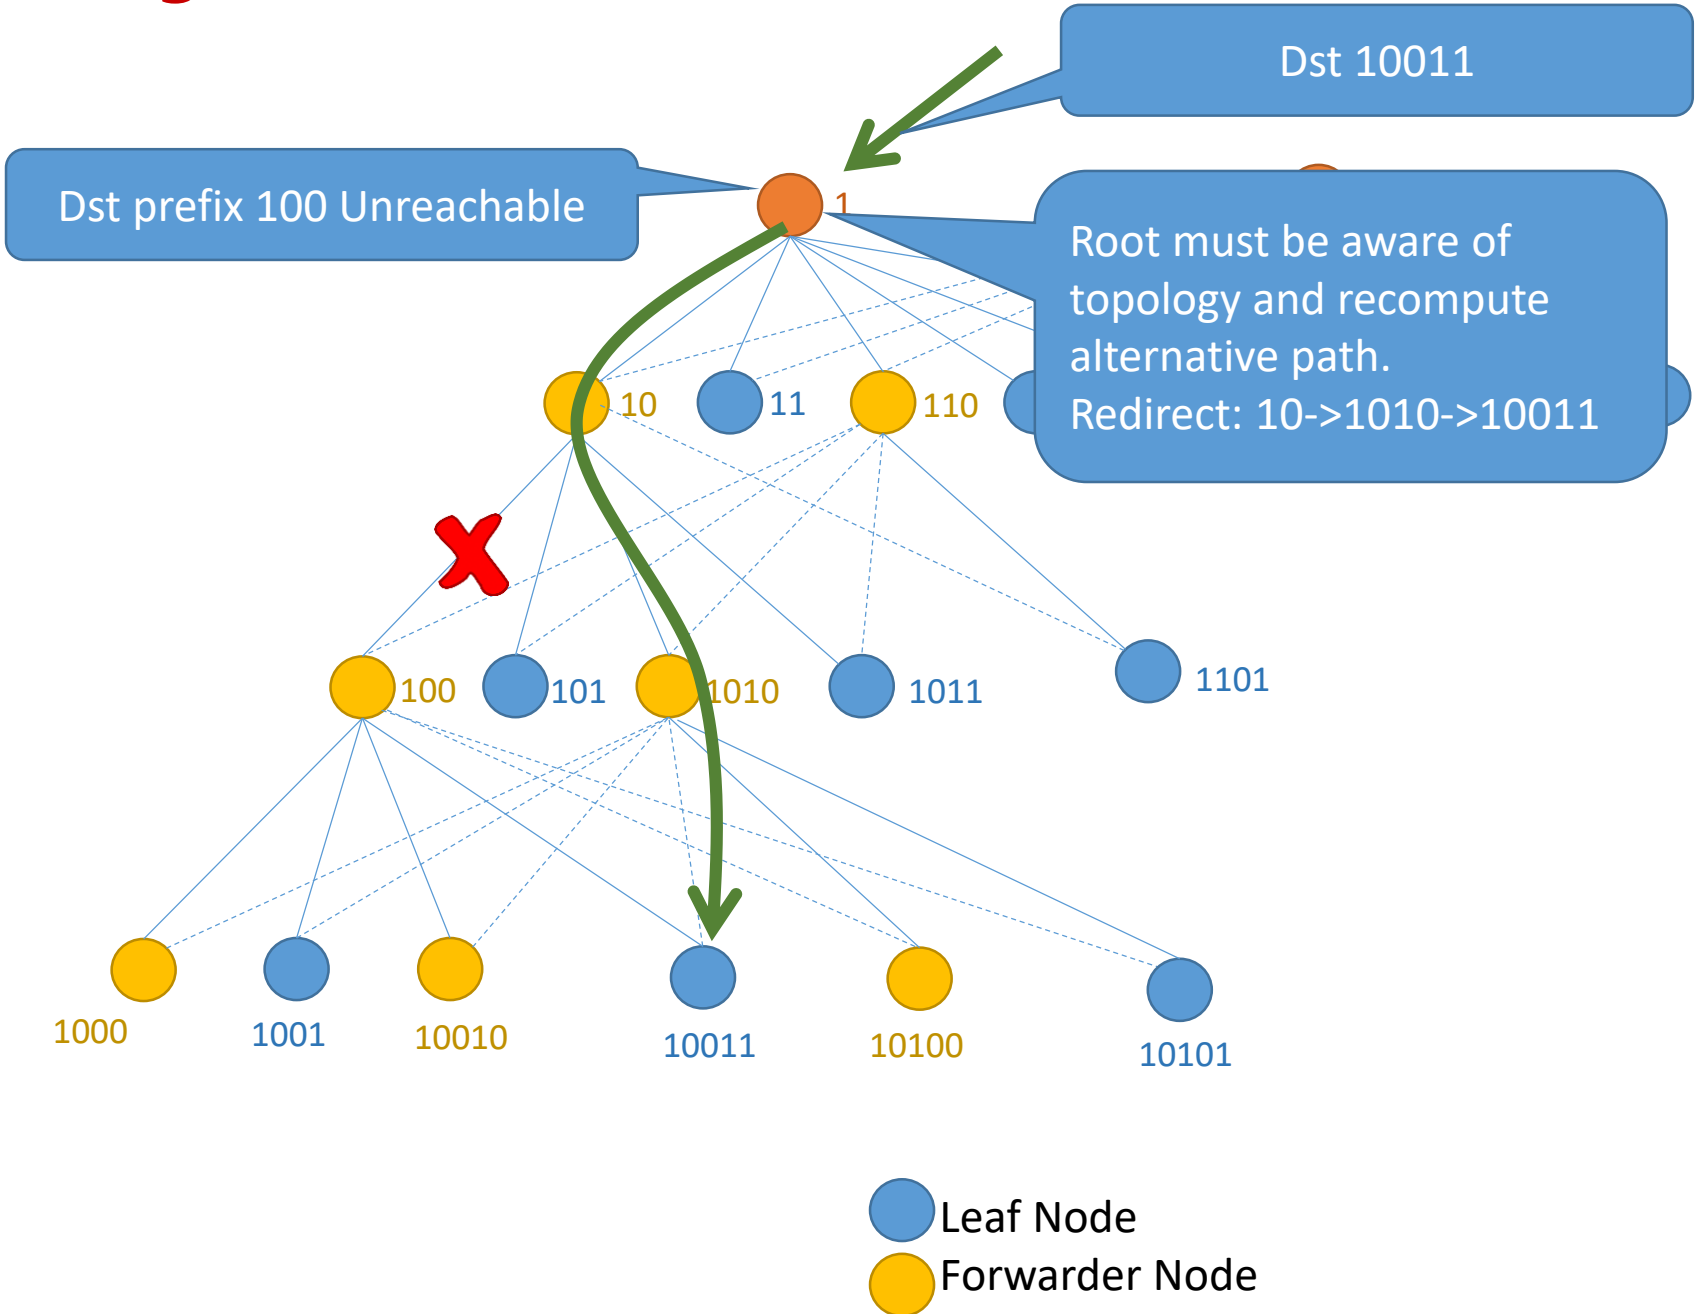 Dst 10011
Dst prefix 100 Unreachable
1
Root must be aware of
topology and recompute
alternative path.
Redirect: 10->1010->10011
10
11
110
100
101
1010
1011
1101
1000
1001
10010
10011
10100
10101
Leaf Node
Forwarder Node